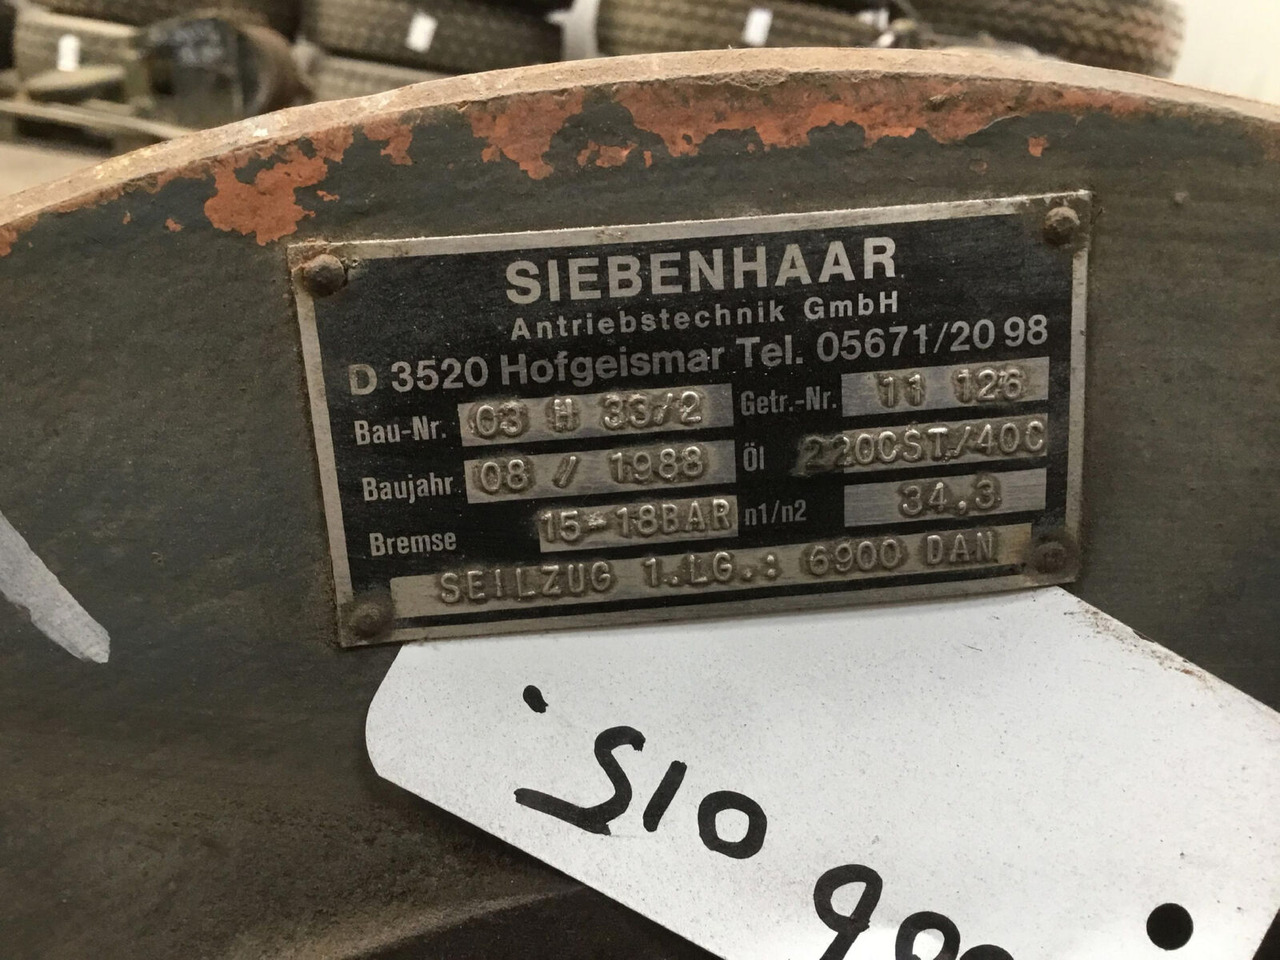 SIEBENHAAR
Antriebstechnik GmbH
D 3520 Hofgeismar Tel. 05671/20 98
Bau-Nr. 03 H 33/2 Getr.-Nr. 11 126
Baujahr 08 / 1988 Öl 220CST/40C
Bremse 15-18BAR n1/n2 34,3
SEILZUG 1.LG.: 6900 DAN